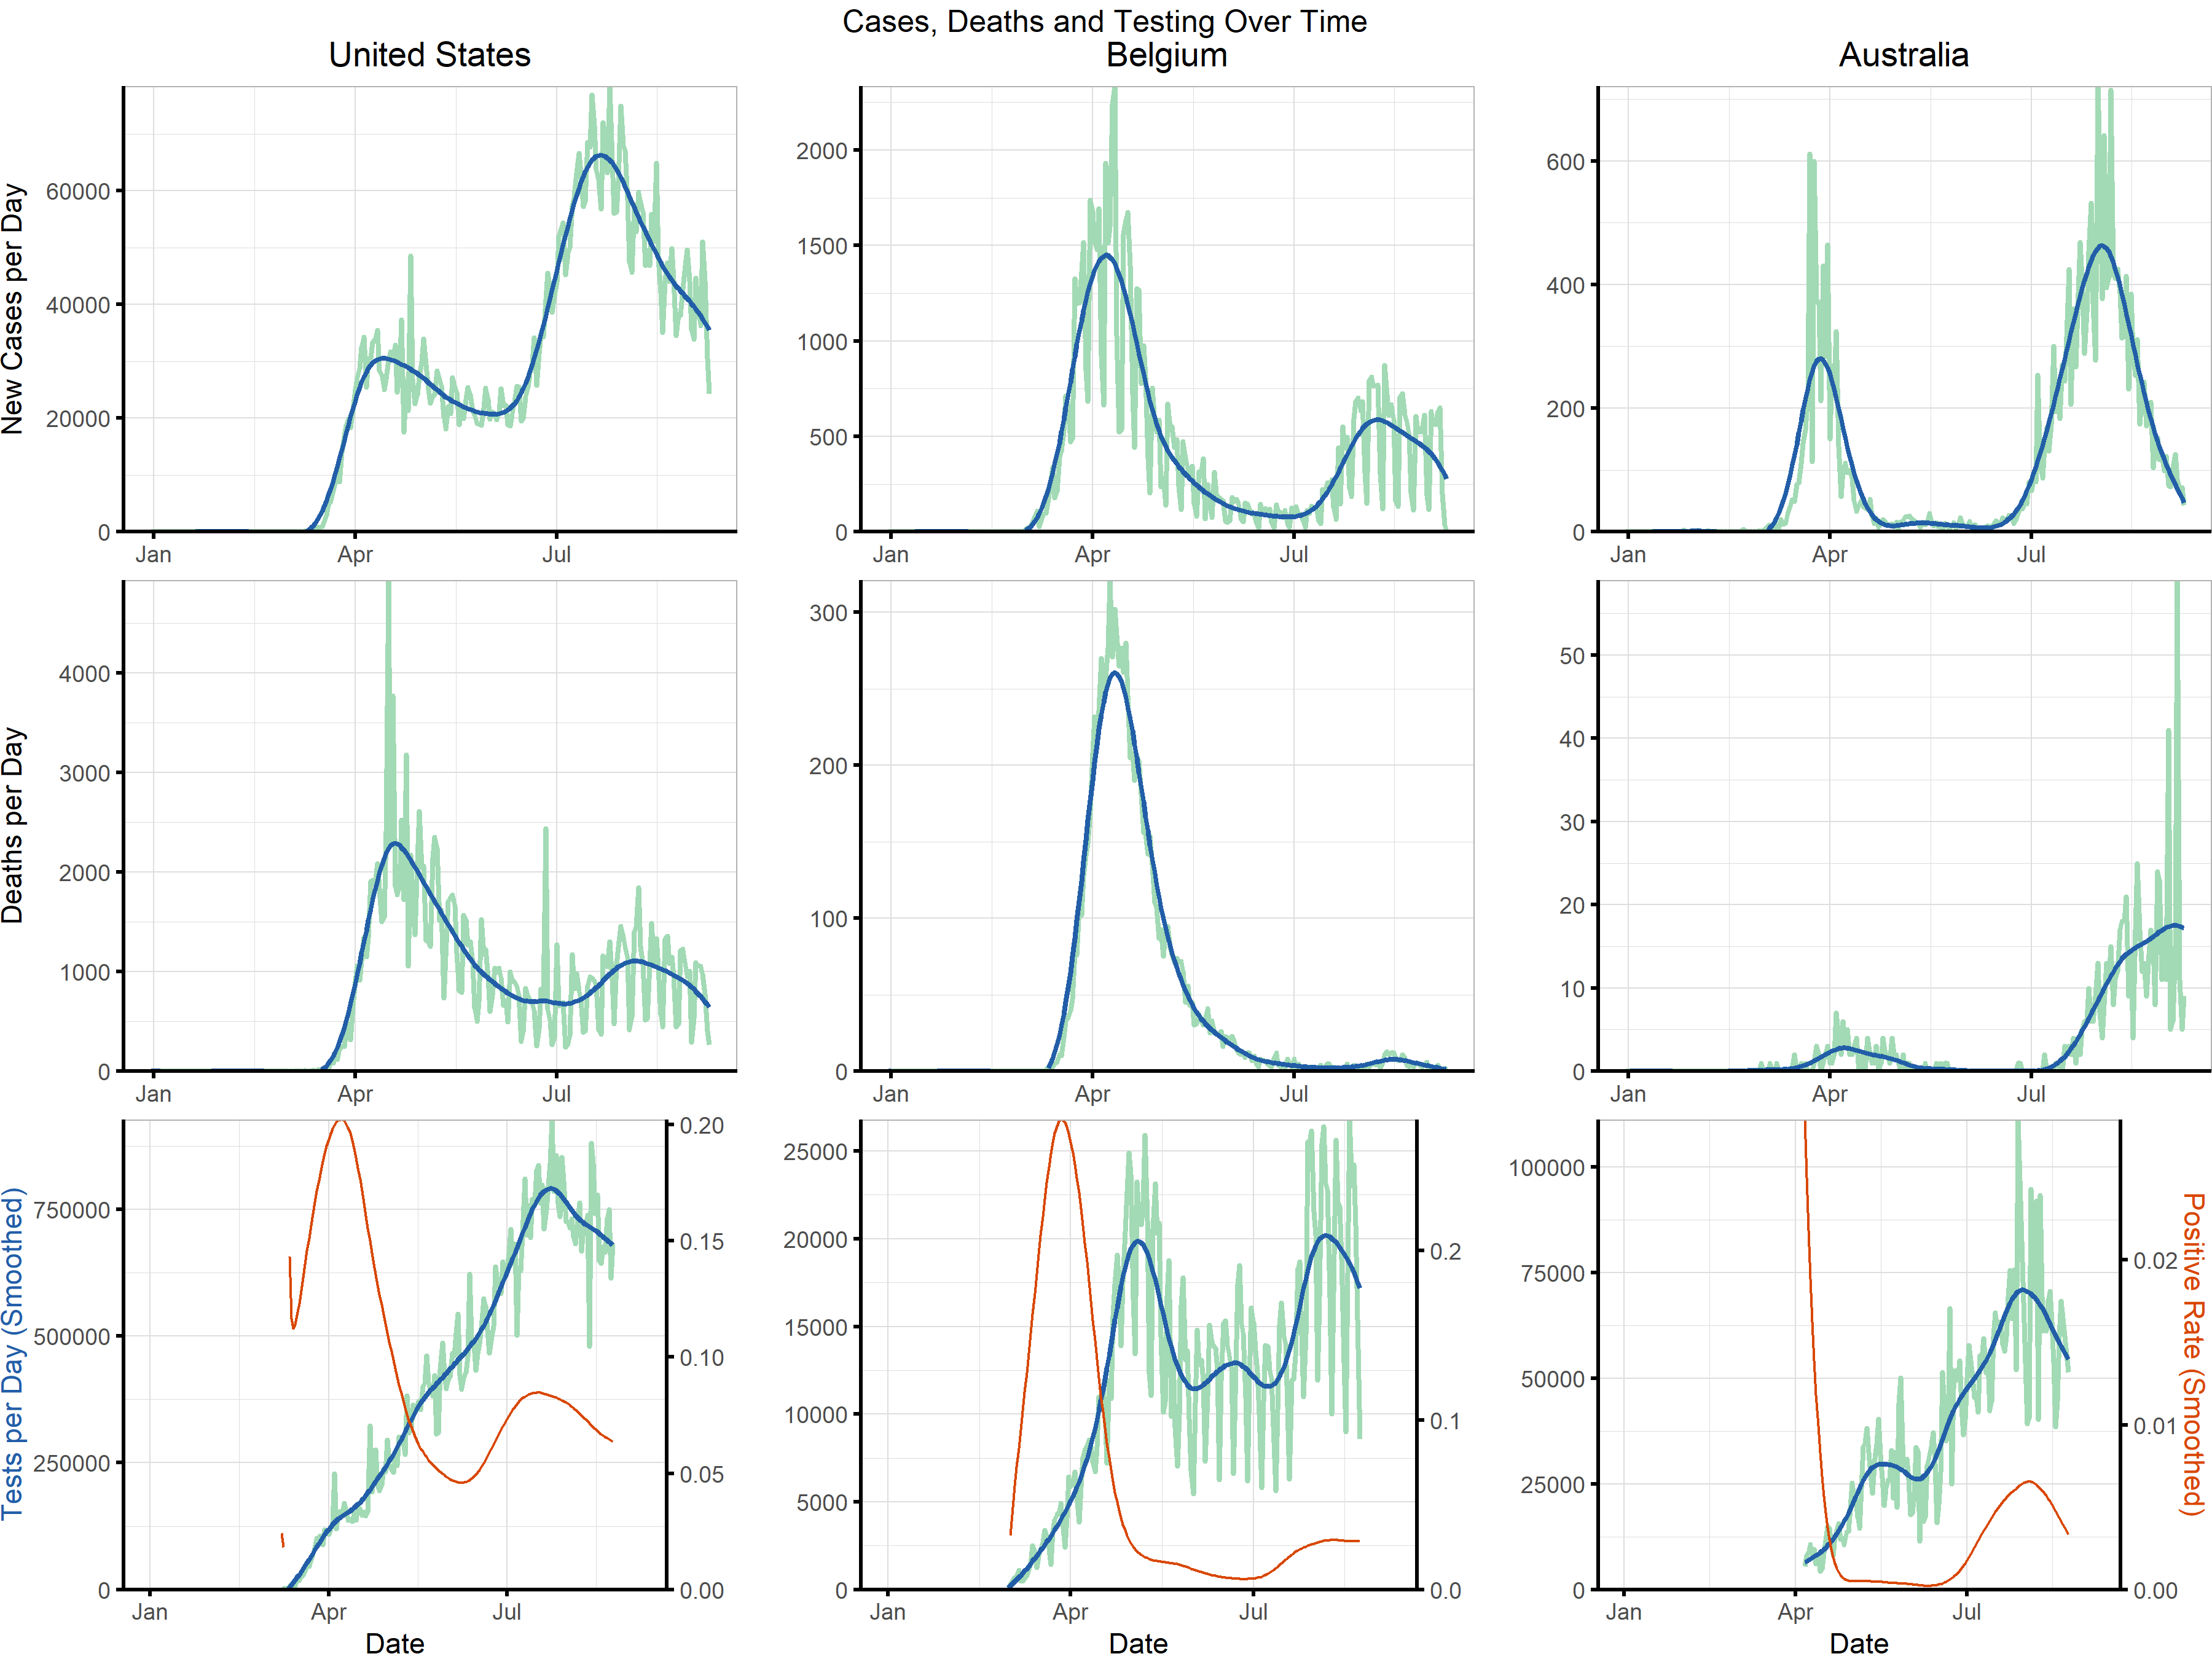 Cases, Deaths and Testing Over Time
United States
Belgium
Australia
New Cases per Day
60000
40000
20000
0
Jan Apr Jul
2000
1500
1000
500
0
Jan Apr Jul
600
400
200
0
Jan Apr Jul
Deaths per Day
4000
3000
2000
1000
0
Jan Apr Jul
300
200
100
0
Jan Apr Jul
50
40
30
20
10
0
Jan Apr Jul
Tests per Day (Smoothed)
750000
500000
250000
0
0.20
0.15
0.10
0.05
0.00
Jan Apr Jul
Date
25000
20000
15000
10000
5000
0
0.2
0.1
0.0
Jan Apr Jul
Date
100000
75000
50000
25000
0
0.02
0.01
0.00
Jan Apr Jul
Date
Positive Rate (Smoothed)